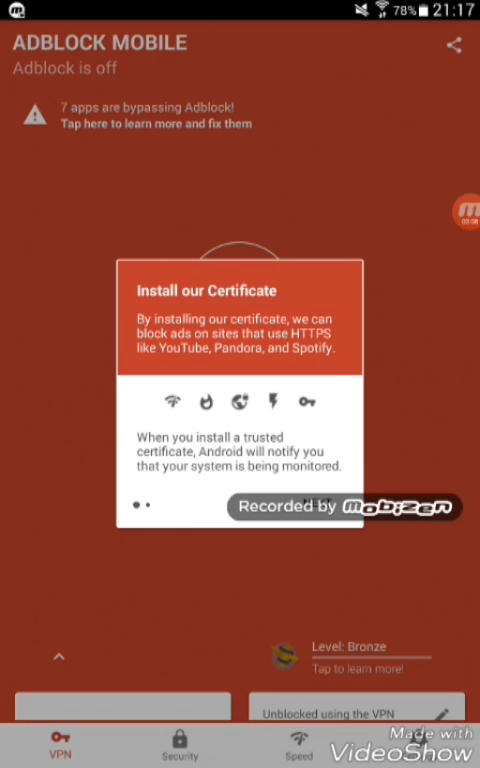 78% 21:17
ADBLOCK MOBILE
Adblock is off
7 apps are bypassing Adblock!
Tap here to learn more and fix them
03:08
Install our Certificate
By installing our certificate, we can
block ads on sites that use HTTPS
like YouTube, Pandora, and Spotify.
When you install a trusted
certificate, Android will notify you
that your system is being monitored.
NEXT
Recorded by mobizen
Level: Bronze
Tap to learn more!
Unblocked using the VPN
Made with
VideoShow
VPN
Security
Speed